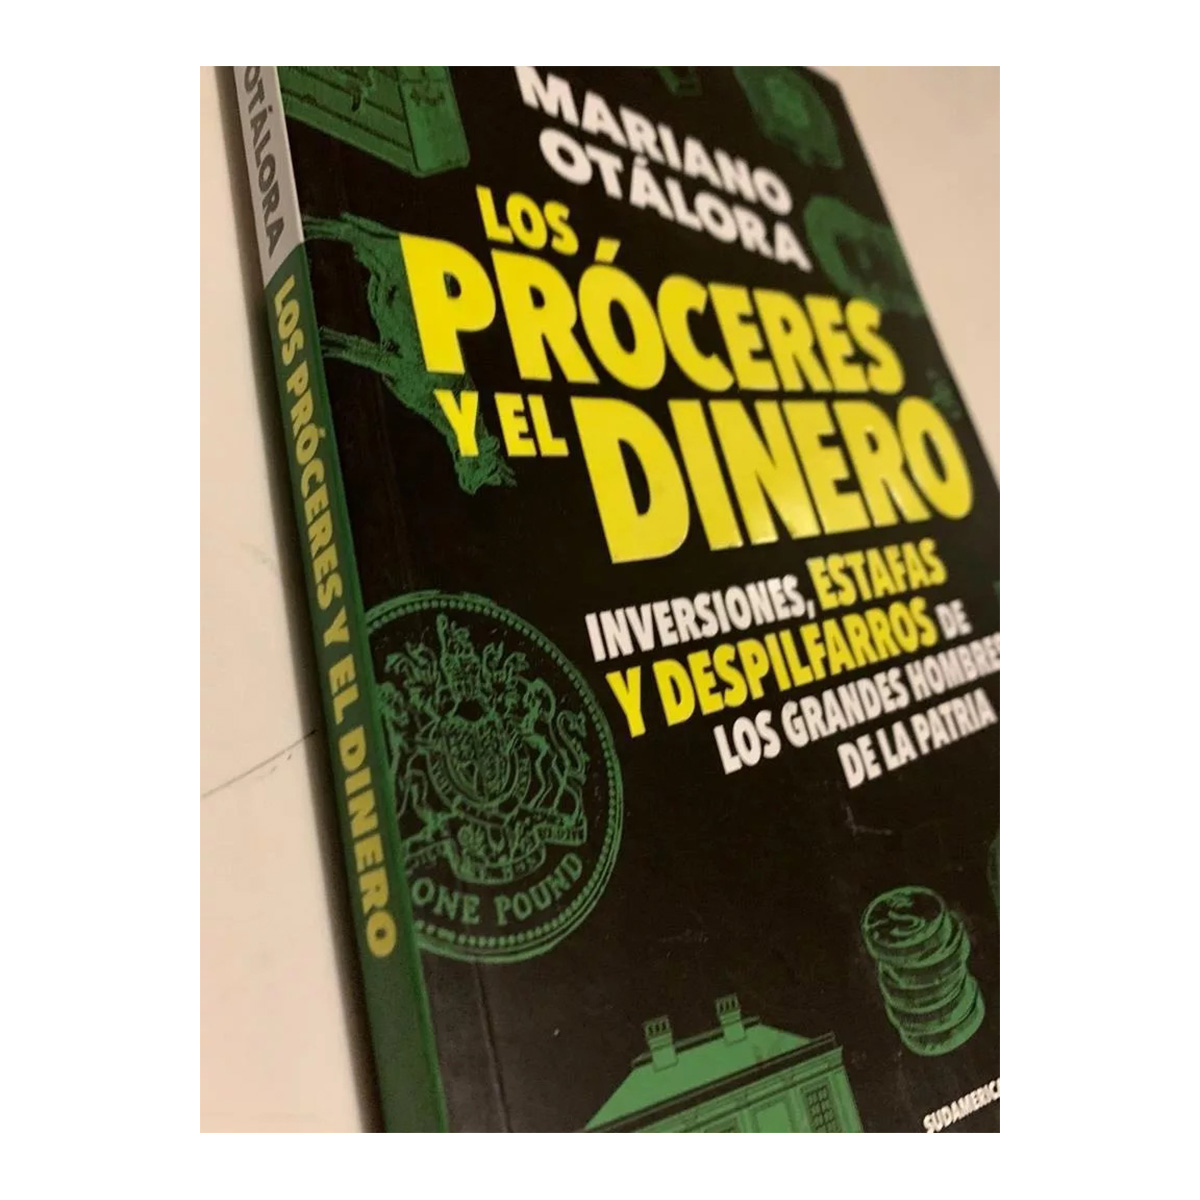 OTÁLORA LOS PRÓCERES Y EL DINERO
MARIANO
OTÁLORA
LOS
PRÓCERES
Y EL DINERO
INVERSIONES, ESTAFAS
Y DESPILFARROS DE
LOS GRANDES HOMBRES
DE LA PATRIA
ONE POUND
SUDAMERIC